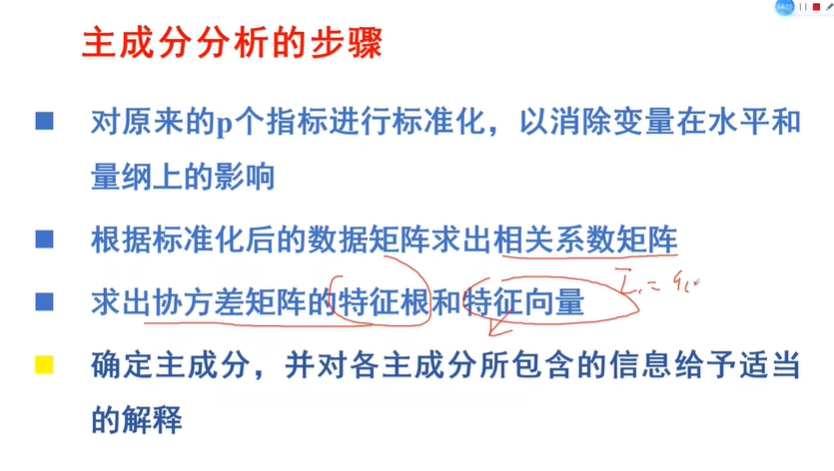 主成分分析的步骤
对原来的p个指标进行标准化，以消除变量在水平和
量纲上的影响
根据标准化后的数据矩阵求出相关系数矩阵
求出协方差矩阵的特征根和特征向量
确定主成分，并对各主成分所包含的信息给予适当
的解释